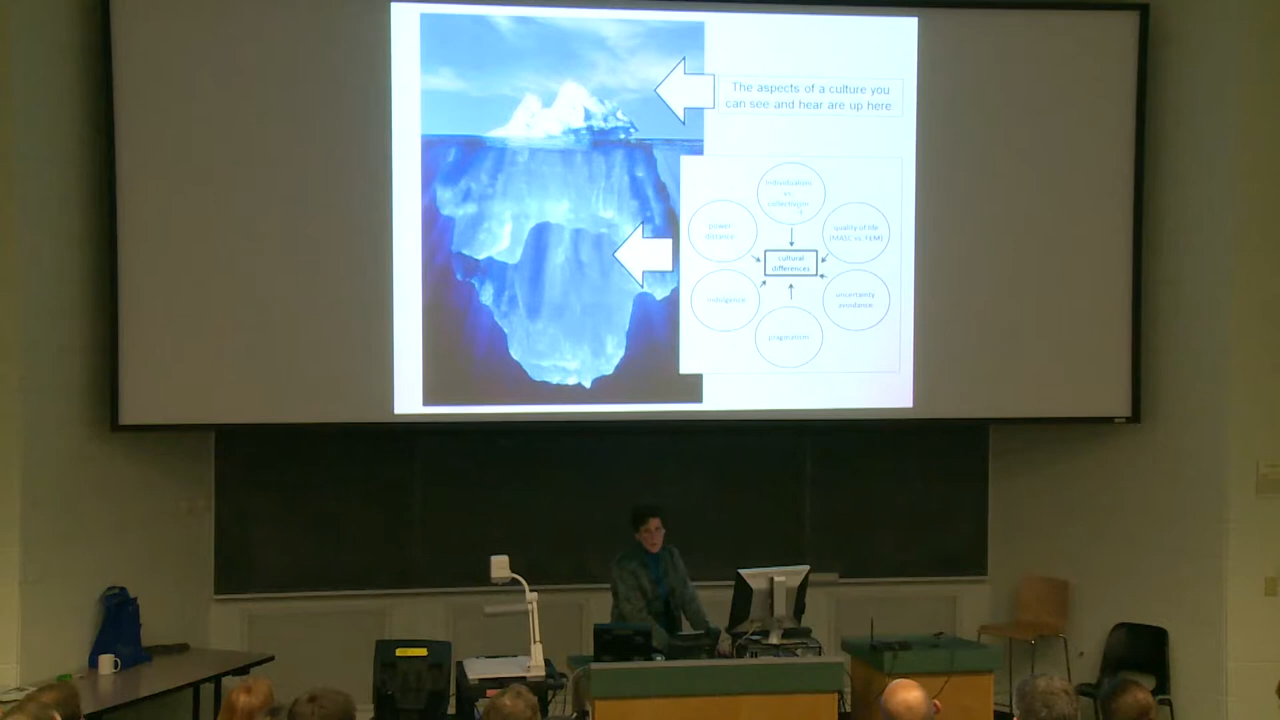 The aspects of a culture you
can see and hear are up here.
individualism
vs.
collectivism
power
distance
quality of life
(MASC vs. FEM)
cultural
differences
indulgence
uncertainty
avoidance
pragmatism